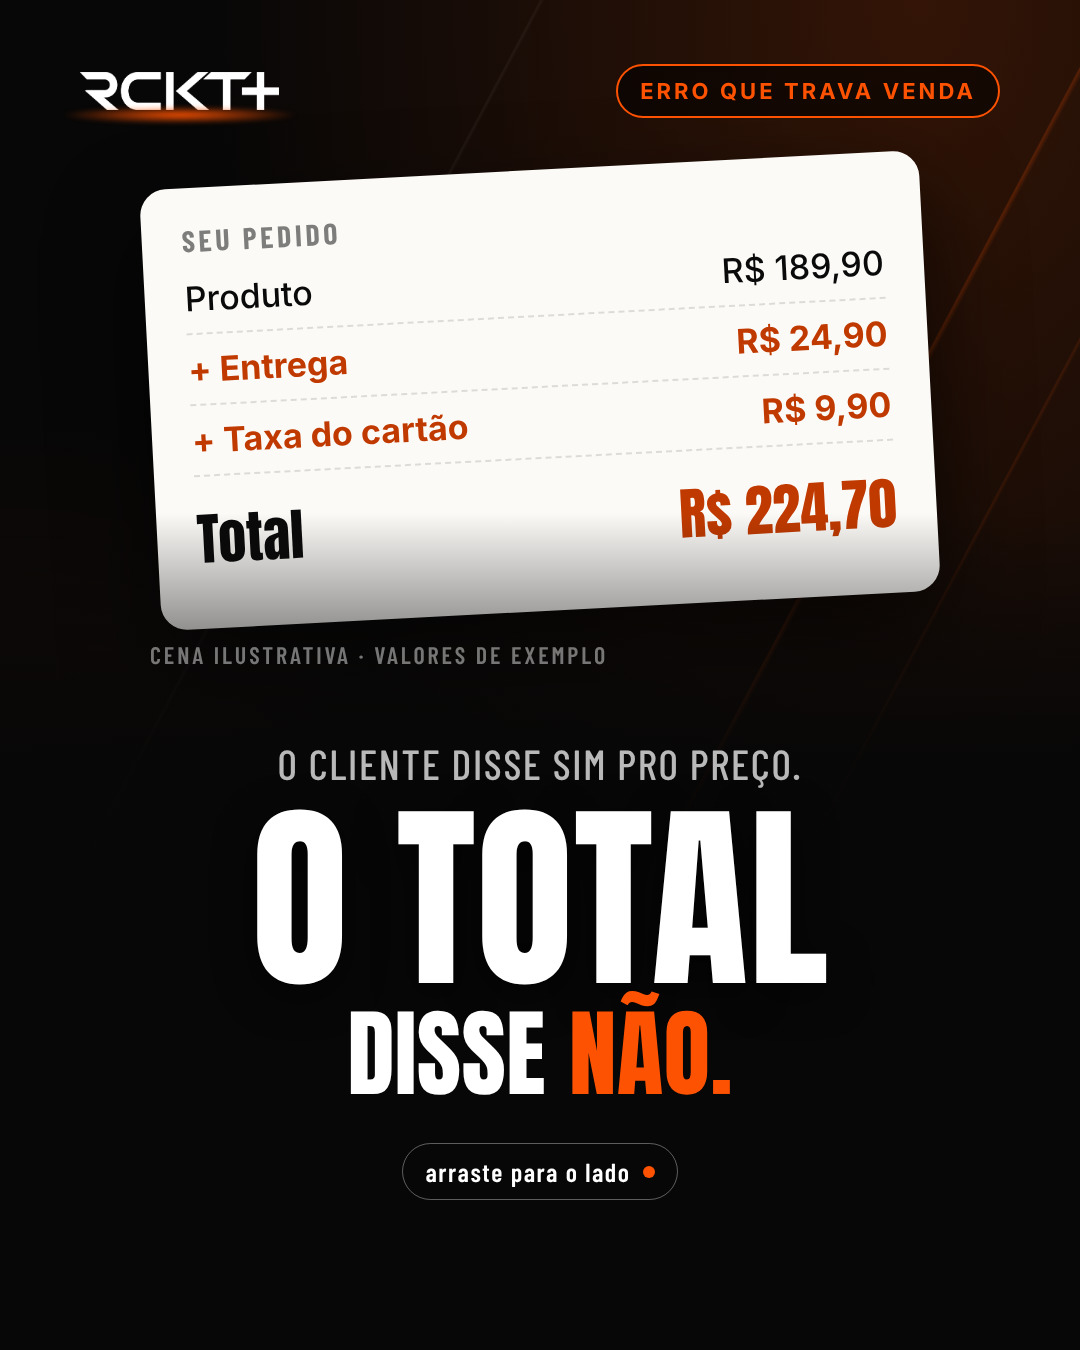 RCKT+
ERRO QUE TRAVA VENDA
SEU PEDIDO
Produto R$ 189,90
+ Entrega R$ 24,90
+ Taxa do cartão R$ 9,90
Total R$ 224,70
CENA ILUSTRATIVA · VALORES DE EXEMPLO
O CLIENTE DISSE SIM PRO PREÇO.
O TOTAL
DISSE NÃO.
arraste para o lado